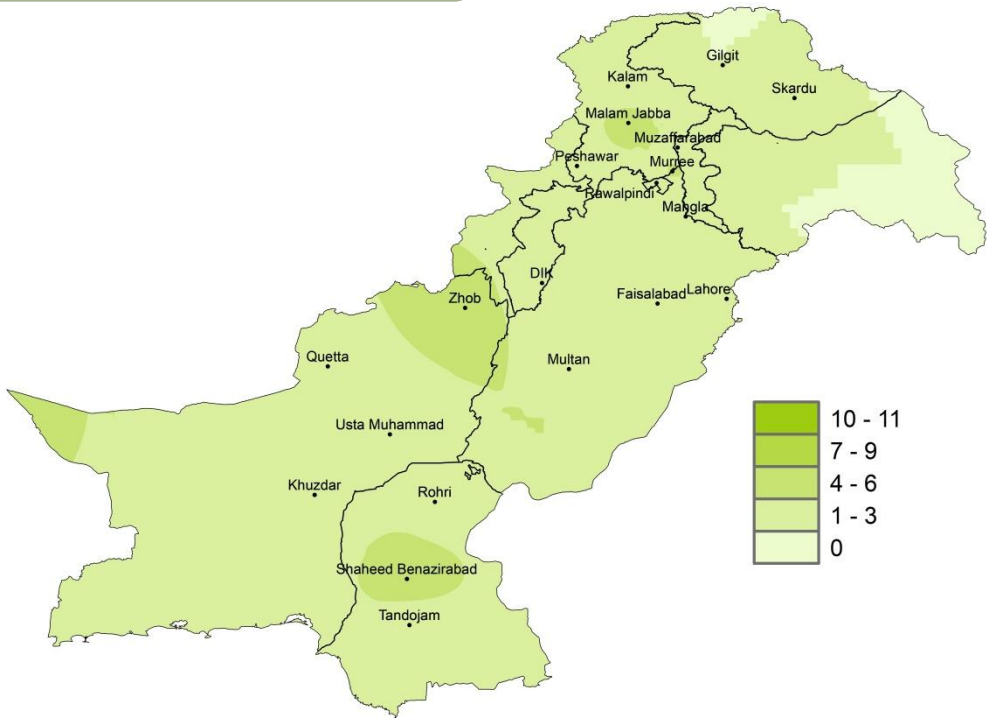 Gilgit
Kalam
Skardu
Malam Jabba
Muzaffarabad
Peshawar
Murree
Rawalpindi
Mangla
DIK
Zhob
Faisalabad
Lahore
Quetta
Multan
Usta Muhammad
Khuzdar
Rohri
Shaheed Benazirabad
Tandojam
10 - 11
7 - 9
4 - 6
1 - 3
0